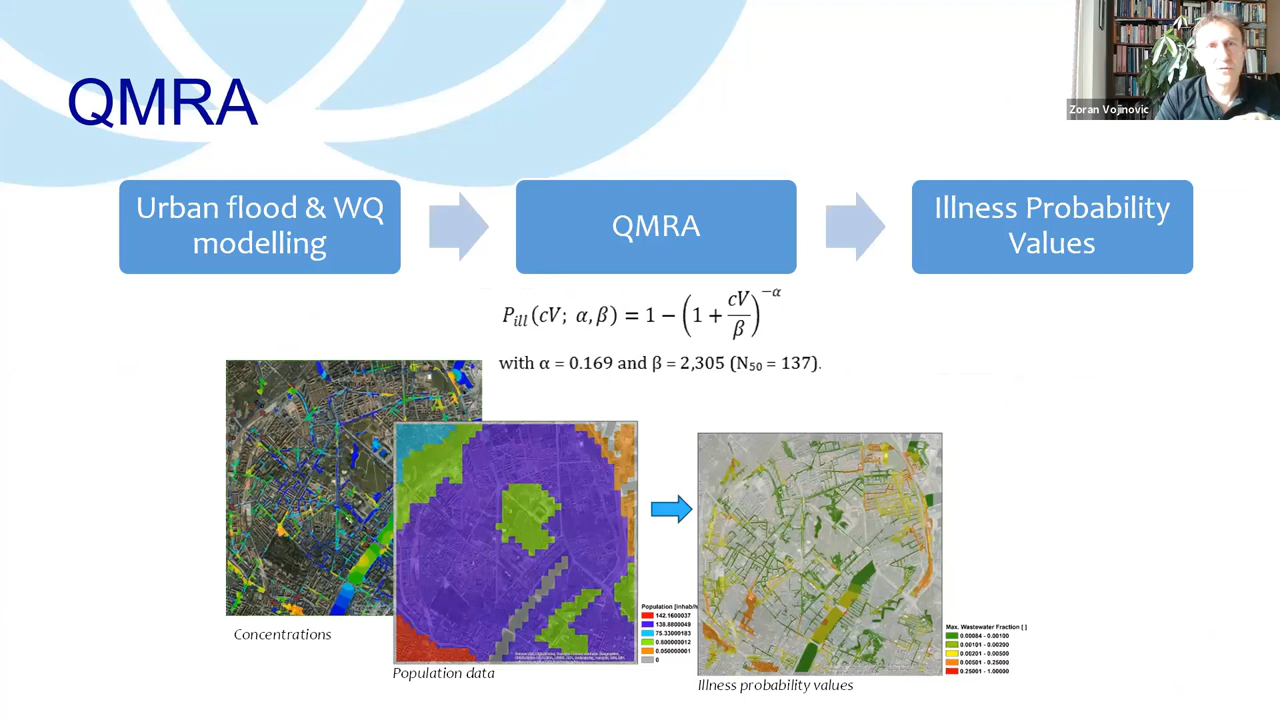 Zoran Vojinovic
QMRA
Urban flood & WQ
modelling
QMRA
Illness Probability
Values
P_ill (cV; α, β) = 1 − (1 + cV/β)^−α
with α = 0.169 and β = 2,305 (N₅₀ = 137).
Concentrations
Population [inhab/h
142.1600037
138.8800049
75.33000183
0.600000012
0.050000001
0
Population data
Max. Wastewater Fraction [ ]
0.00084 - 0.00100
0.00101 - 0.00200
0.00201 - 0.00500
0.00501 - 0.25000
0.25001 - 1.00000
Illness probability values